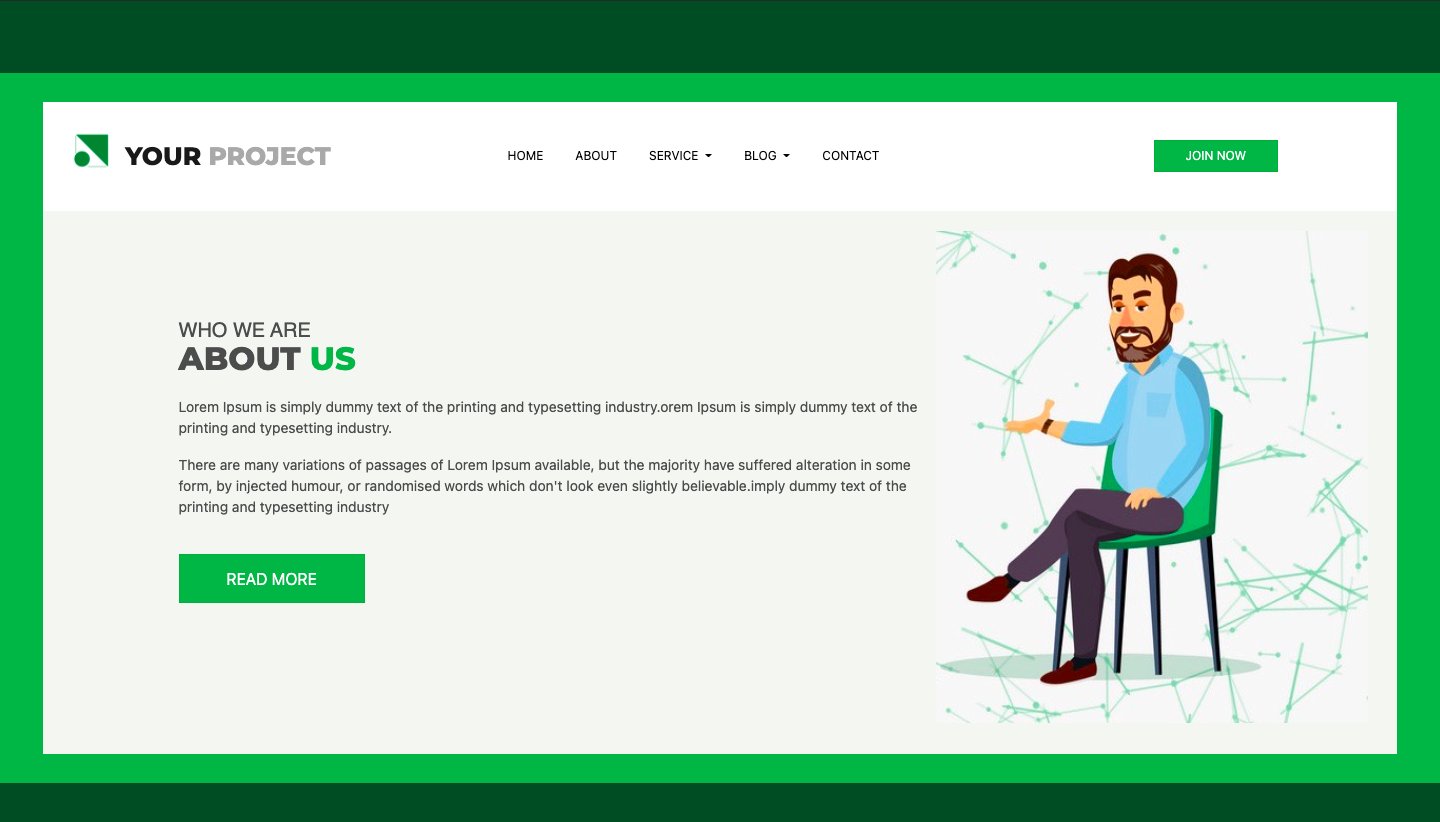 YOUR PROJECT
HOME ABOUT SERVICE BLOG CONTACT
JOIN NOW
WHO WE ARE
ABOUT US
Lorem Ipsum is simply dummy text of the printing and typesetting industry.orem Ipsum is simply dummy text of the
printing and typesetting industry.
There are many variations of passages of Lorem Ipsum available, but the majority have suffered alteration in some
form, by injected humour, or randomised words which don't look even slightly believable.imply dummy text of the
printing and typesetting industry
READ MORE